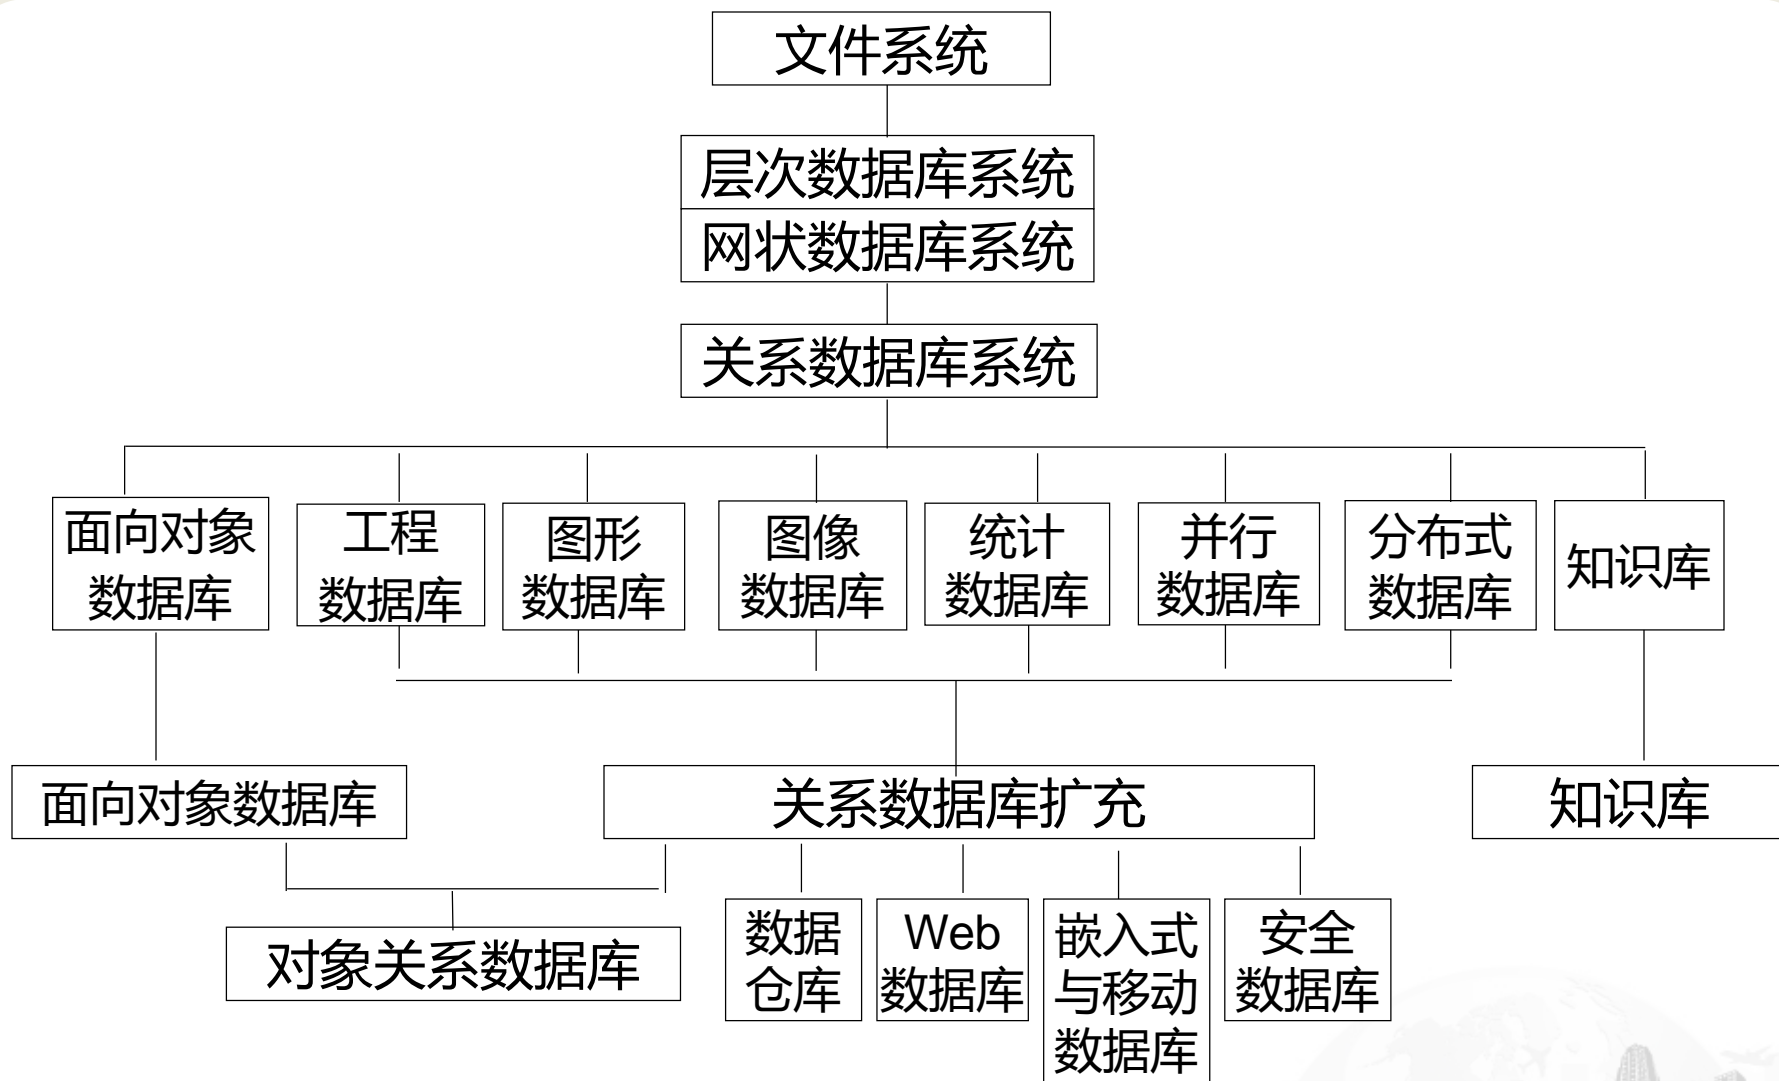 文件系统
层次数据库系统
网状数据库系统
关系数据库系统
面向对象
数据库
工程
数据库
图形
数据库
图像
数据库
统计
数据库
并行
数据库
分布式
数据库
知识库
面向对象数据库
关系数据库扩充
知识库
对象关系数据库
数据
仓库
Web
数据库
嵌入式
与移动
数据库
安全
数据库